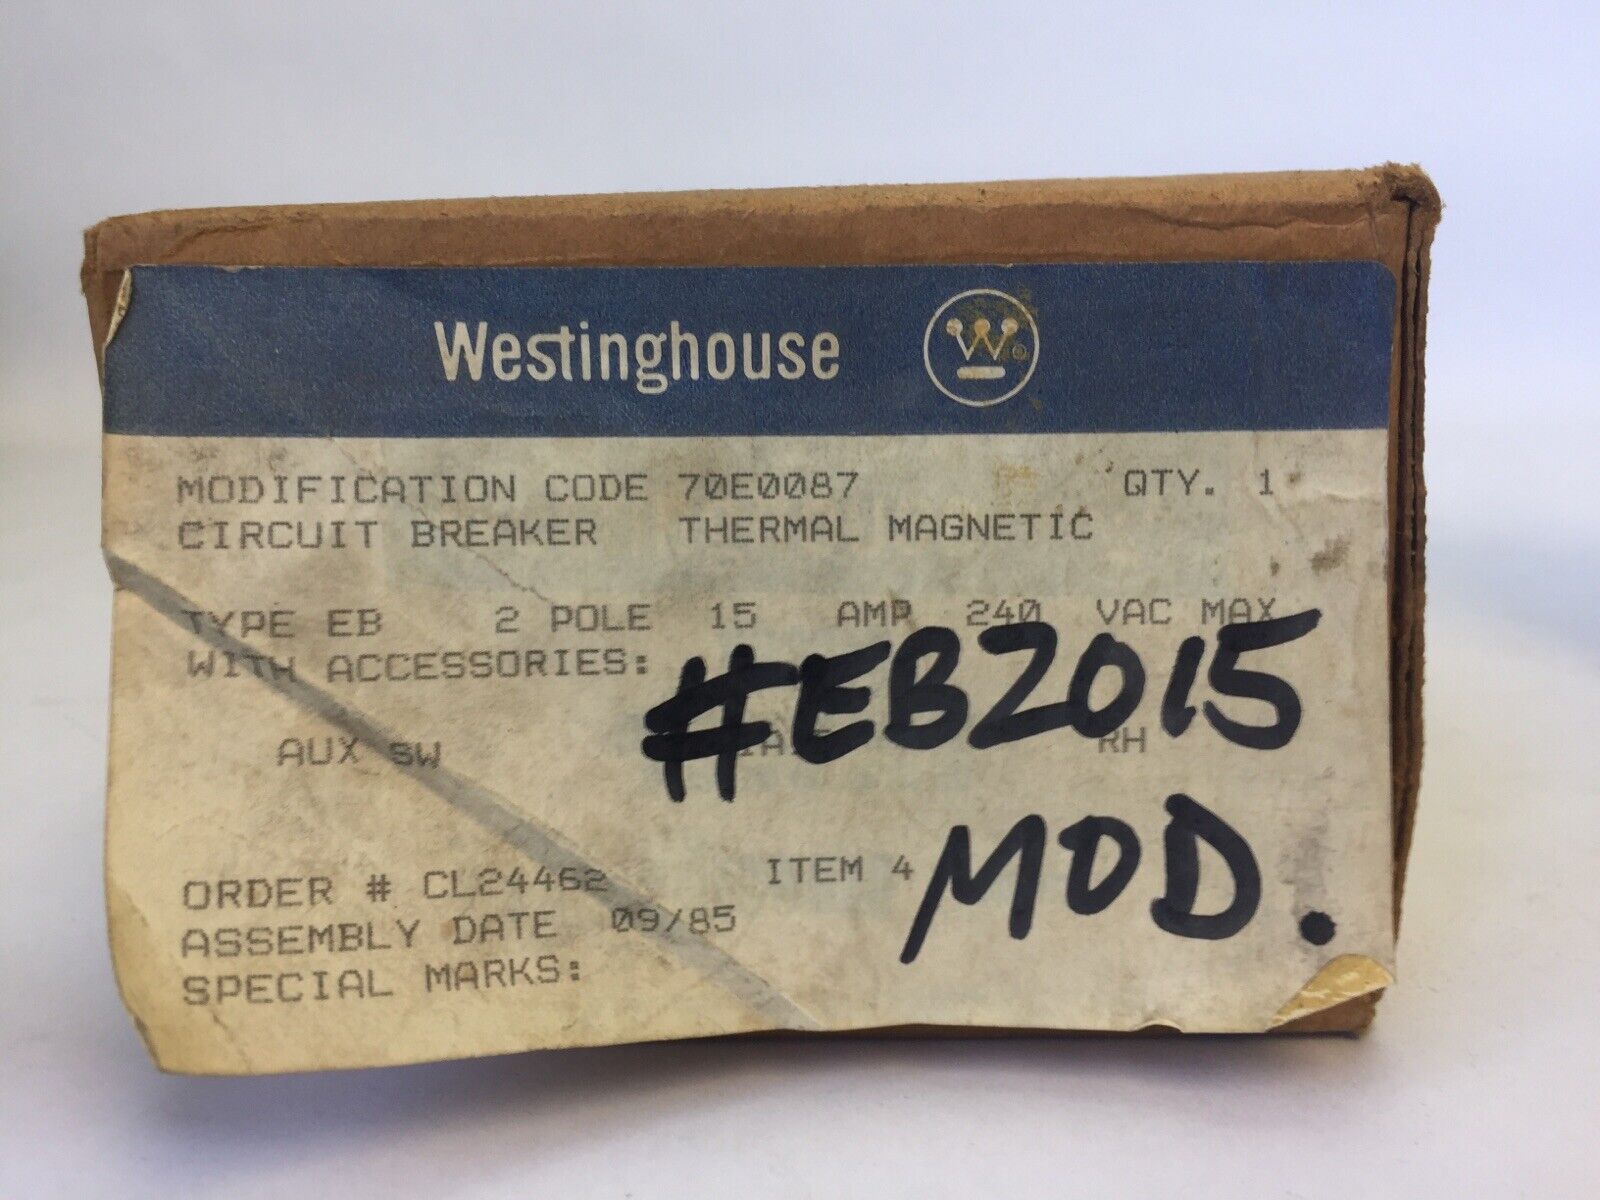 Westinghouse
MODIFICATION CODE 70E0087 QTY. 1
CIRCUIT BREAKER THERMAL MAGNETIC
TYPE EB 2 POLE 15 AMP 240 VAC MAX
WITH ACCESSORIES:
#EB2015
AUX SW RH
MOD.
ORDER # CL24462 ITEM 4
ASSEMBLY DATE 09/85
SPECIAL MARKS: